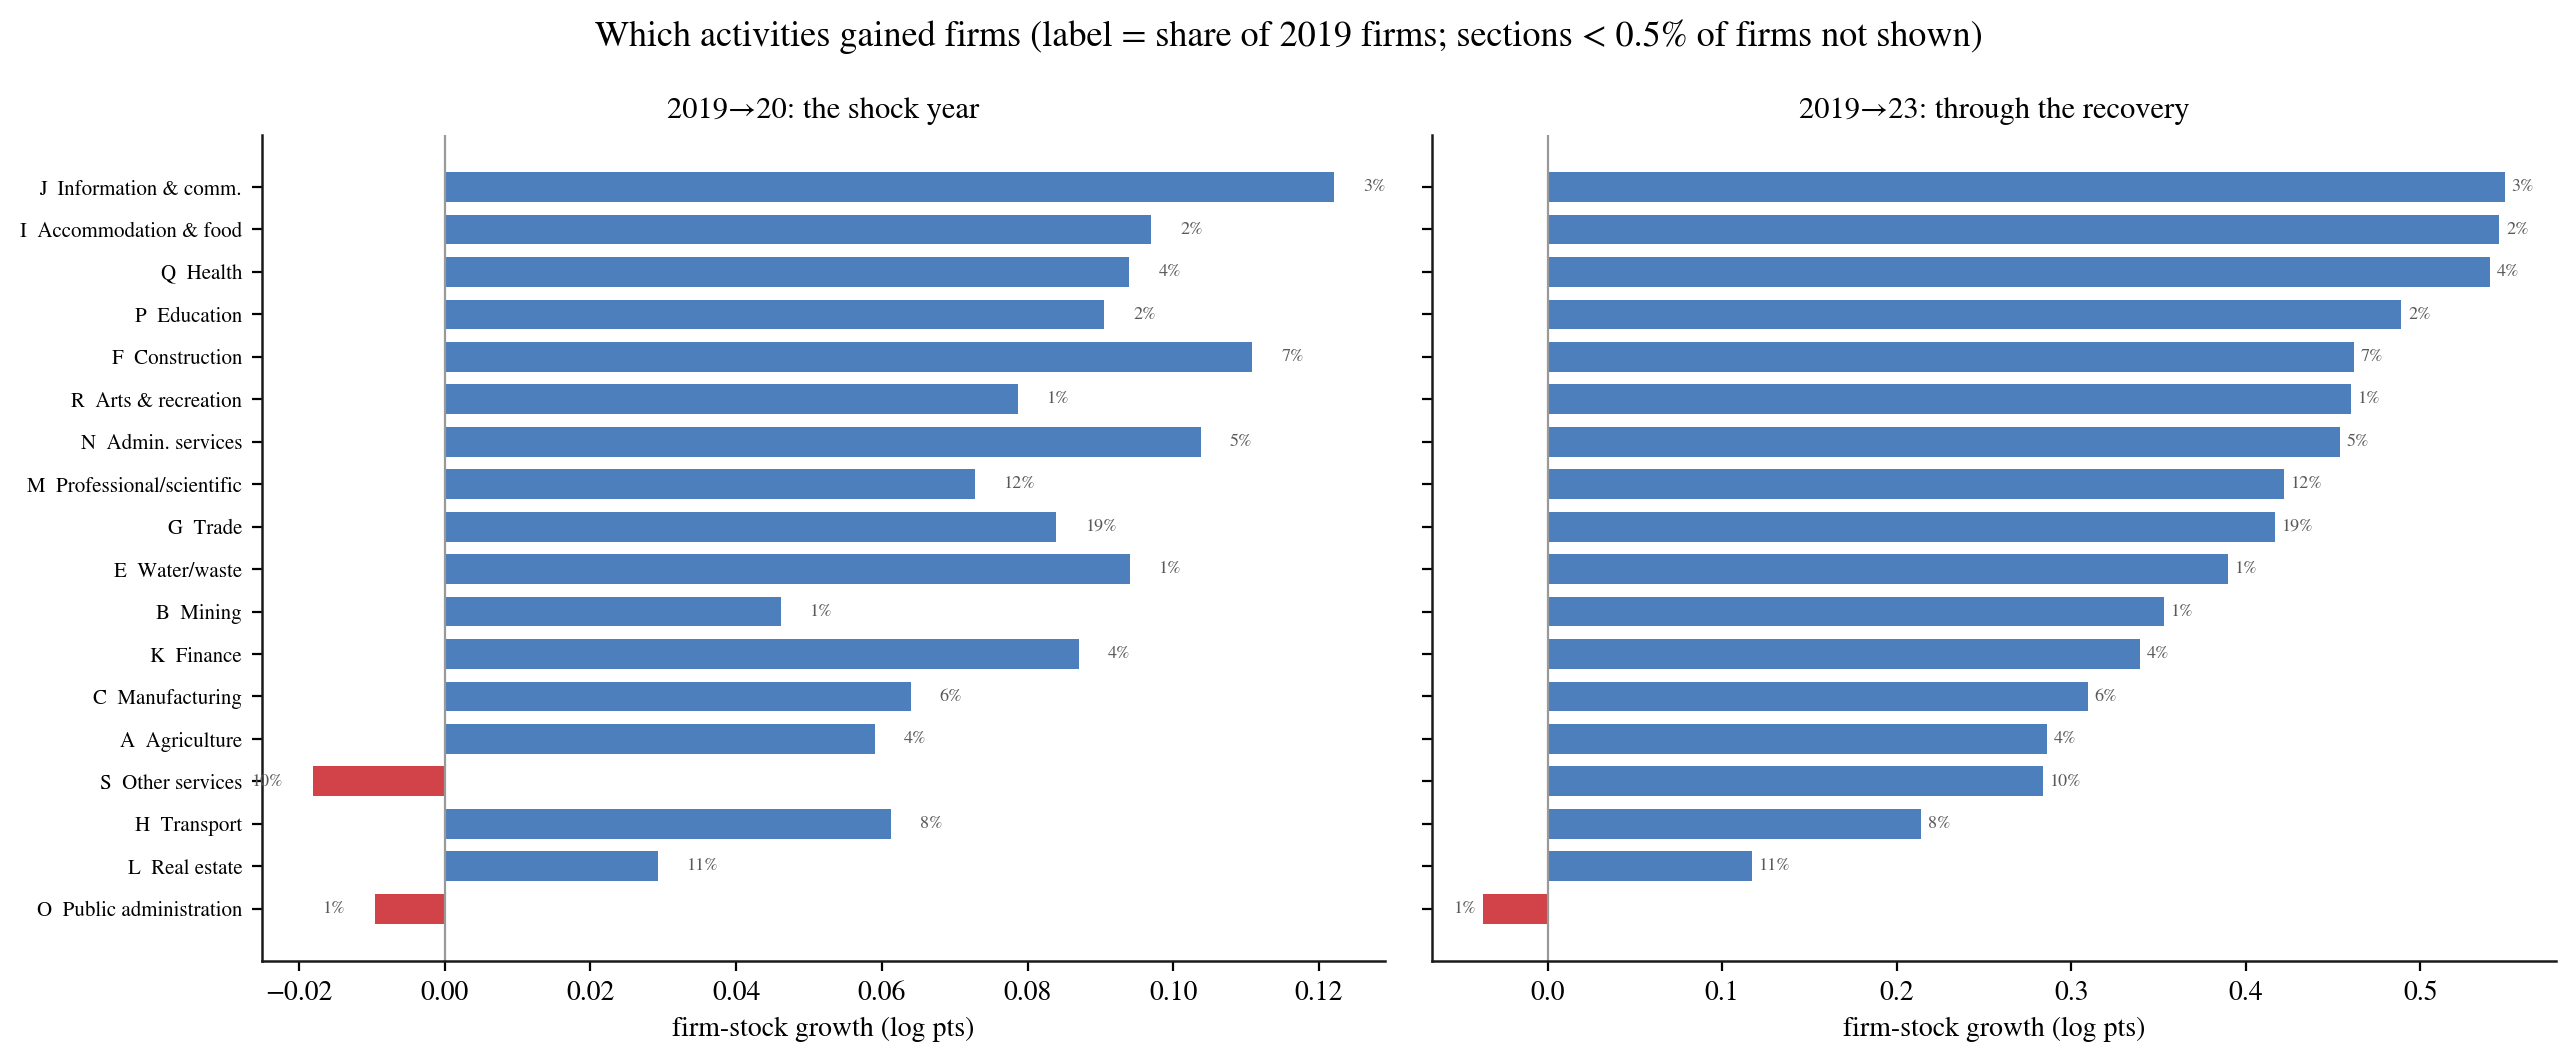 Which activities gained firms (label = share of 2019 firms; sections < 0.5% of firms not shown)
2019→20: the shock year
J Information & comm.
3%
I Accommodation & food
2%
Q Health
4%
P Education
2%
F Construction
7%
R Arts & recreation
1%
N Admin. services
5%
M Professional/scientific
12%
G Trade
19%
E Water/waste
1%
B Mining
1%
K Finance
4%
C Manufacturing
6%
A Agriculture
4%
S Other services
10%
H Transport
8%
L Real estate
11%
O Public administration
1%
−0.02 0.00 0.02 0.04 0.06 0.08 0.10 0.12
firm-stock growth (log pts)
2019→23: through the recovery
3%
2%
4%
2%
7%
1%
5%
12%
19%
1%
1%
4%
6%
4%
10%
8%
11%
1%
0.0 0.1 0.2 0.3 0.4 0.5
firm-stock growth (log pts)